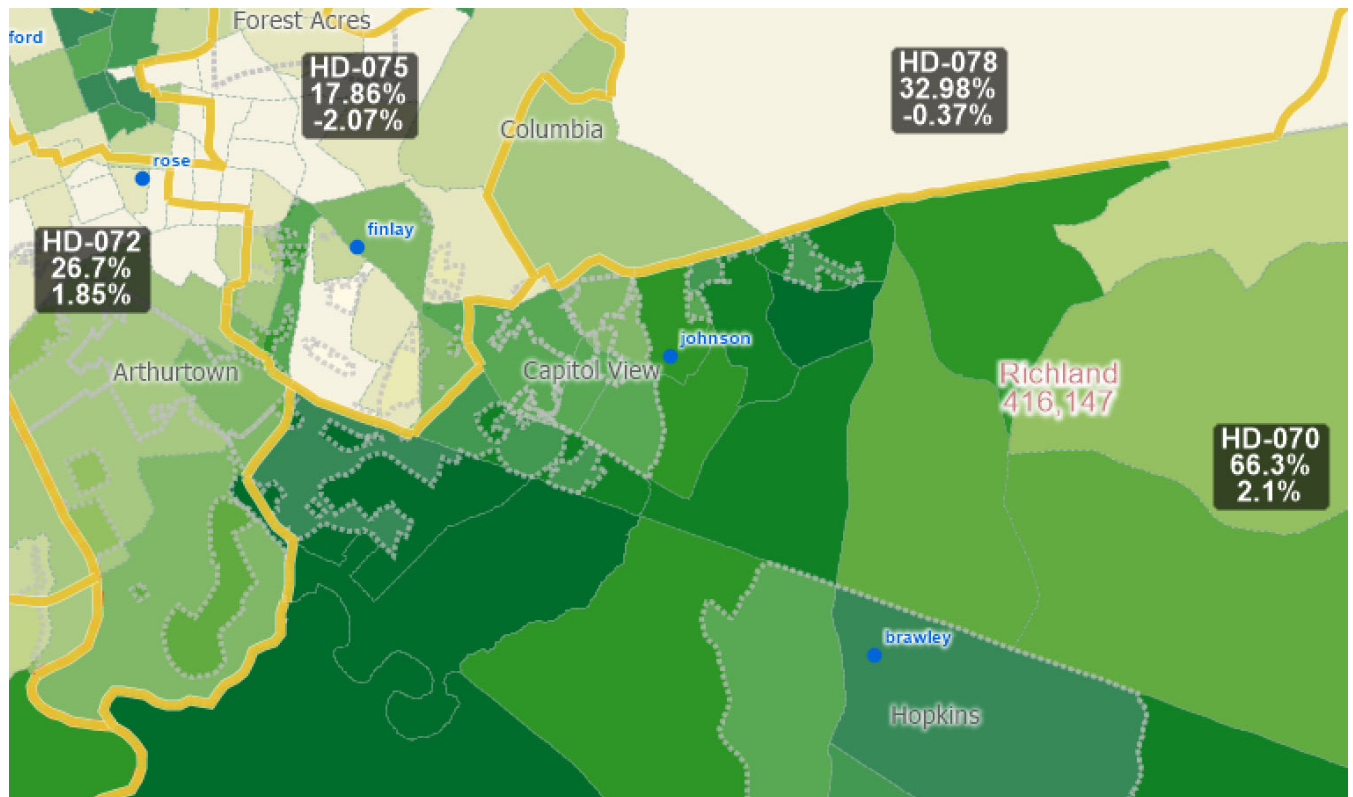 Forest Acres
ford
HD-075
17.86%
-2.07%
HD-078
32.98%
-0.37%
Columbia
rose
finlay
HD-072
26.7%
1.85%
johnson
Arthurtown
Capitol View
Richland
416,147
HD-070
66.3%
2.1%
brawley
Hopkins